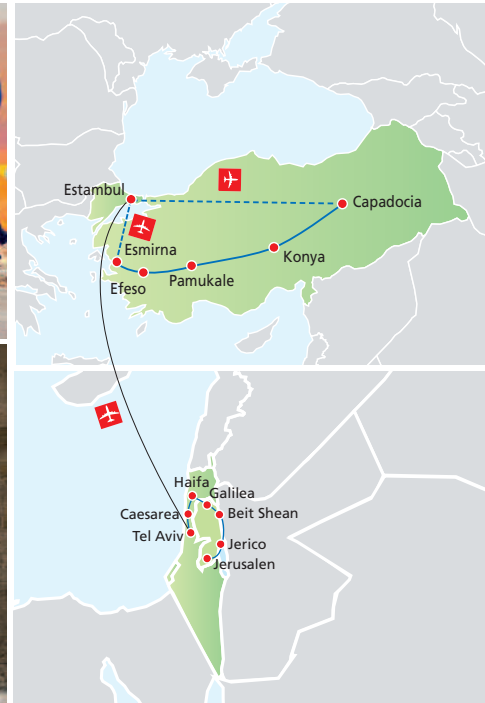 Estambul
Capadocia
Esmirna
Konya
Pamukale
Efeso
Haifa
Galilea
Caesarea
Beit Shean
Tel Aviv
Jerico
Jerusalen